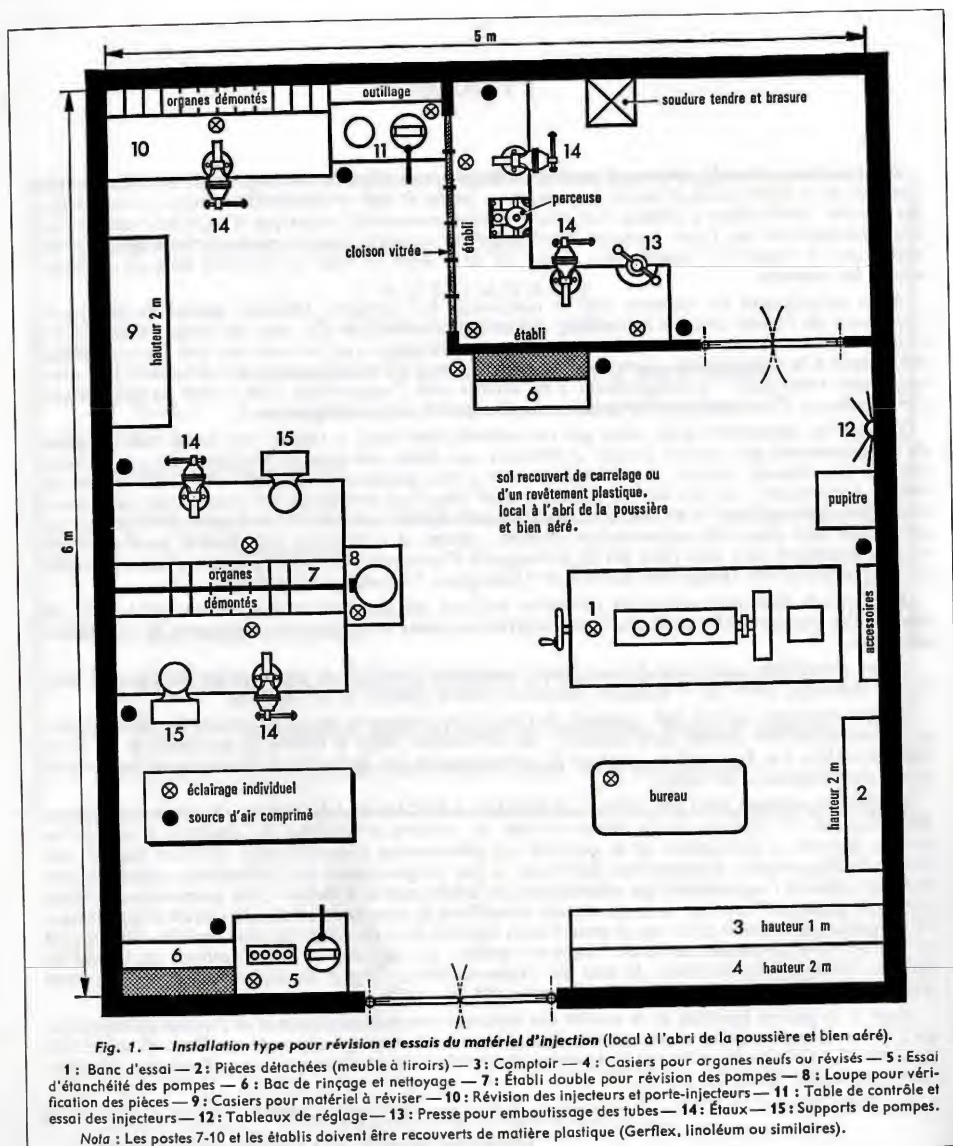 5 m
organes démontés
outillage
soudure tendre et brasure
10
11
14
14
perceuse
14
13
cloison vitrée
établi
6 m
9
hauteur 2 m
établi
6
12
14
15
sol recouvert de carrelage ou
d'un revêtement plastique.
local à l'abri de la poussière
et bien aéré.
pupitre
organes
7
8
démontés
1
accessoires
15
14
éclairage individuel
source d'air comprimé
bureau
hauteur 2 m
2
6
5
3 hauteur 1 m
4 hauteur 2 m
Fig. 1. — Installation type pour révision et essais du matériel d'injection (local à l'abri de la poussière et bien aéré).
1 : Banc d'essai — 2 : Pièces détachées (meuble à tiroirs) — 3 : Comptoir — 4 : Casiers pour organes neufs ou révisés — 5 : Essai
d'étanchéité des pompes — 6 : Bac de rinçage et nettoyage — 7 : Établi double pour révision des pompes — 8 : Loupe pour véri-
fication des pièces — 9 : Casiers pour matériel à réviser — 10 : Révision des injecteurs et porte-injecteurs — 11 : Table de contrôle et
essai des injecteurs — 12 : Tableaux de réglage — 13 : Presse pour emboutissage des tubes — 14 : Étaux — 15 : Supports de pompes.
Nota : Les postes 7-10 et les établis doivent être recouverts de matière plastique (Gerflex, linoléum ou similaires).